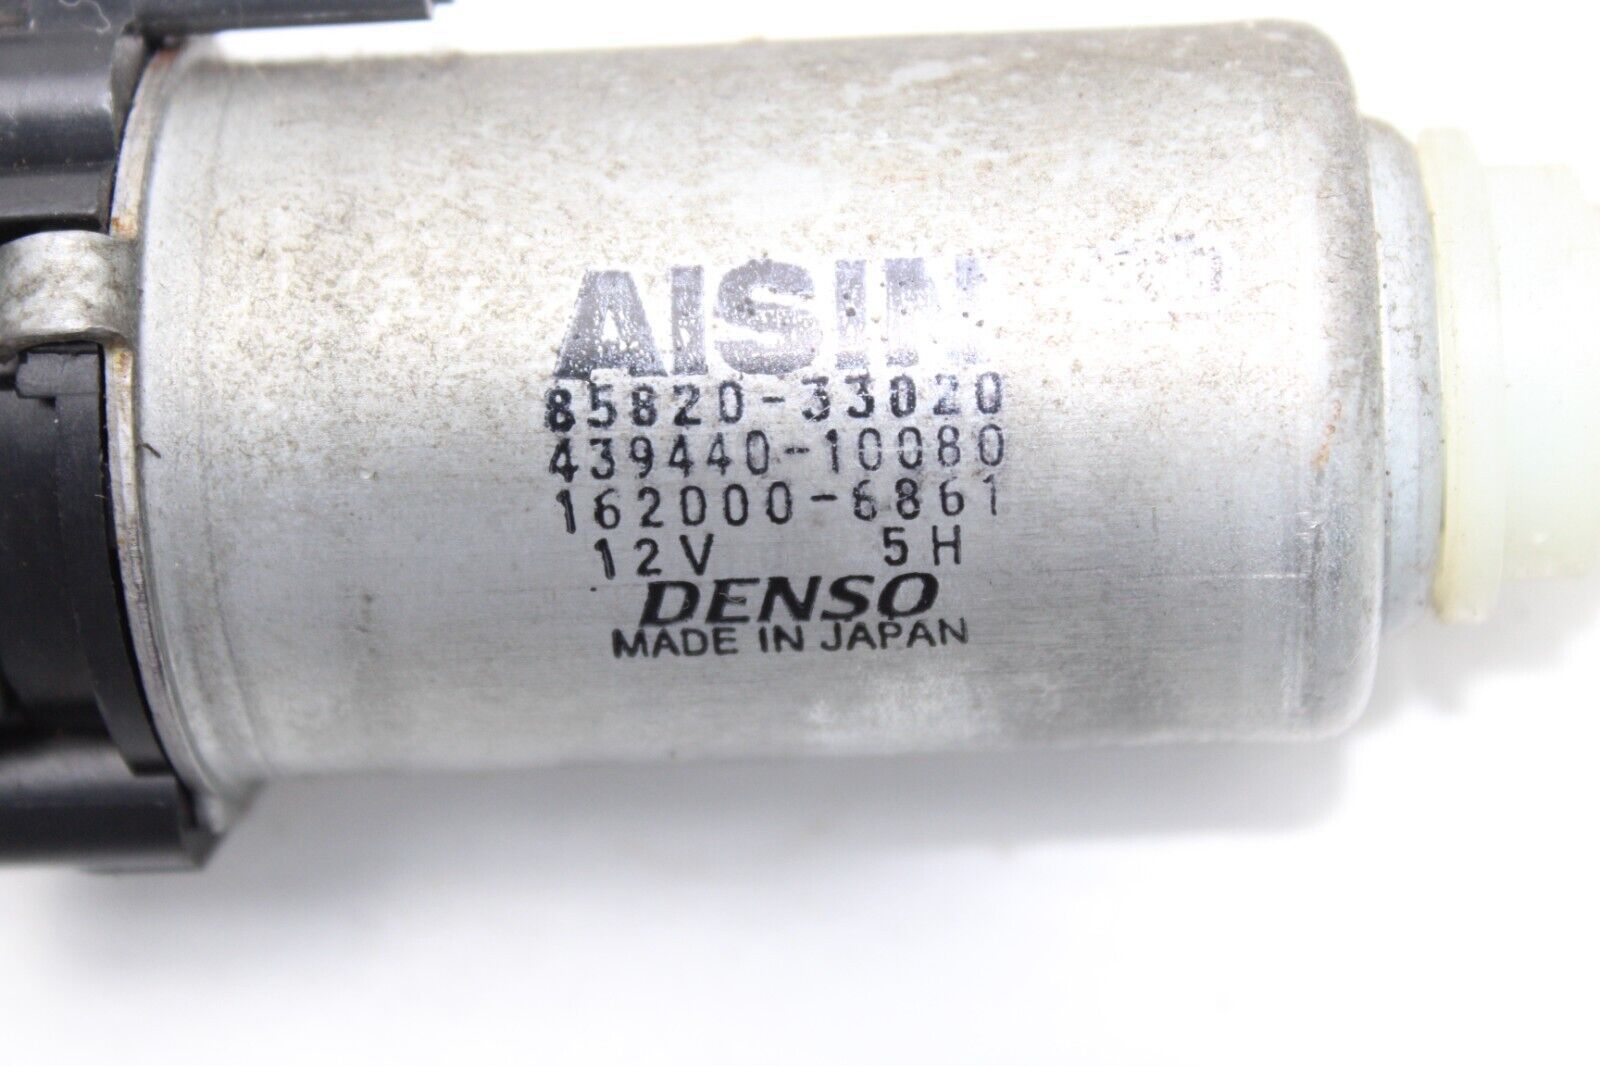 AISIN
85820-33020
439440-10080
162000-6861
12V 5H
DENSO
MADE IN JAPAN